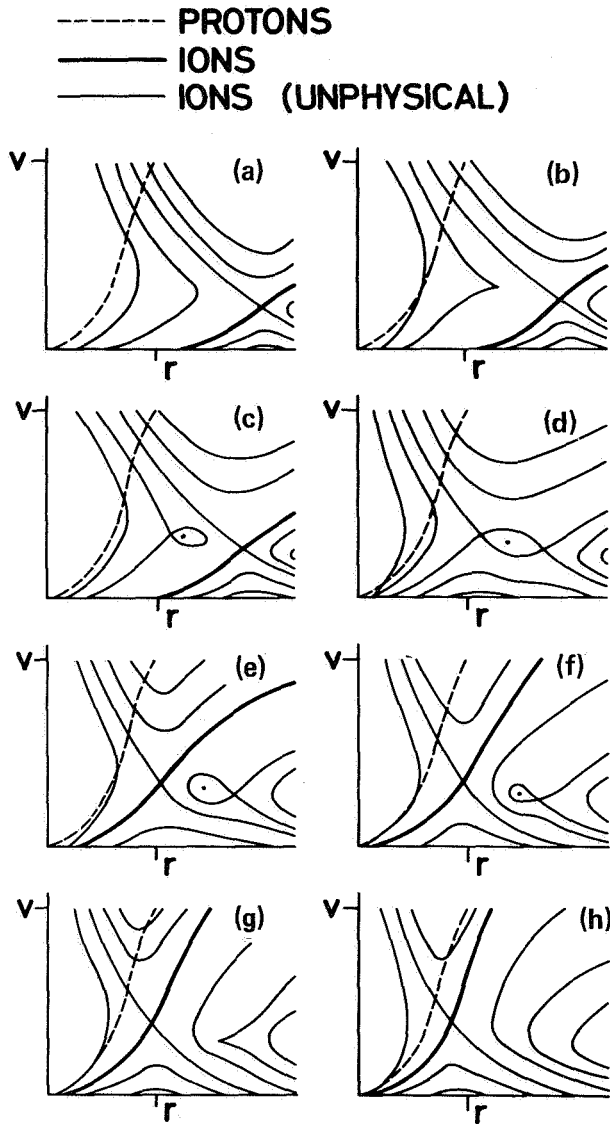 PROTONS
IONS
IONS (UNPHYSICAL)
v (a) r
v (b) r
v (c) r
v (d) r
v (e) r
v (f) r
v (g) r
v (h) r